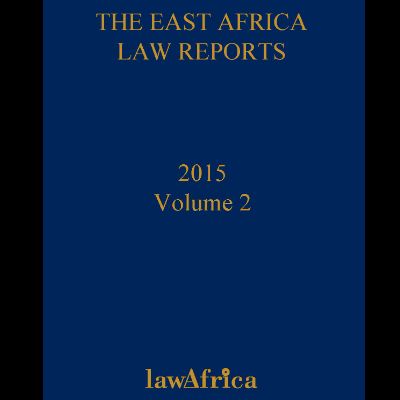 THE EAST AFRICA
LAW REPORTS
2015
Volume 2
lawAfrica